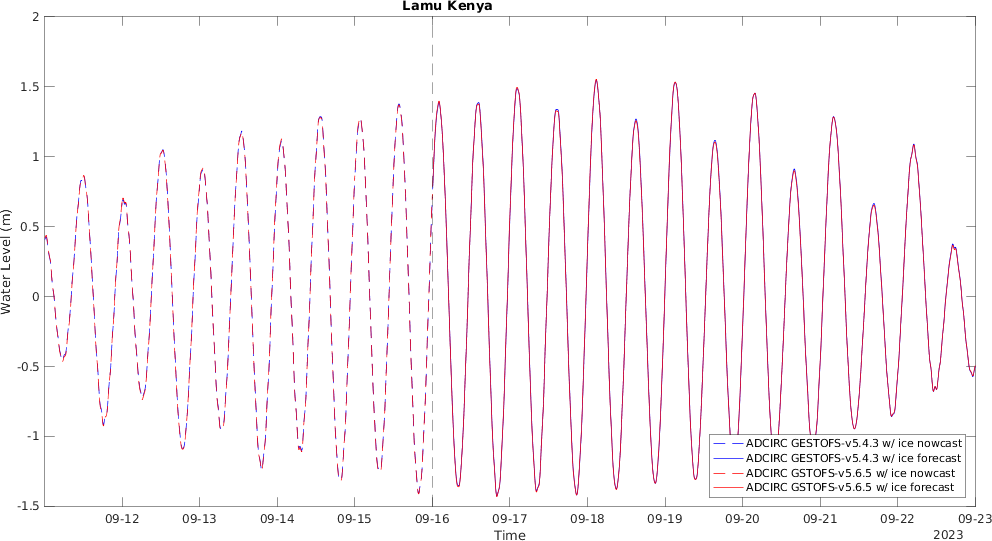 Lamu Kenya
Water Level (m)
2
1.5
1
0.5
0
-0.5
-1
-1.5
ADCIRC GESTOFS-v5.4.3 w/ ice nowcast
ADCIRC GESTOFS-v5.4.3 w/ ice forecast
ADCIRC GSTOFS-v5.6.5 w/ ice nowcast
ADCIRC GSTOFS-v5.6.5 w/ ice forecast
09-12 09-13 09-14 09-15 09-16 09-17 09-18 09-19 09-20 09-21 09-22 09-23
Time
2023